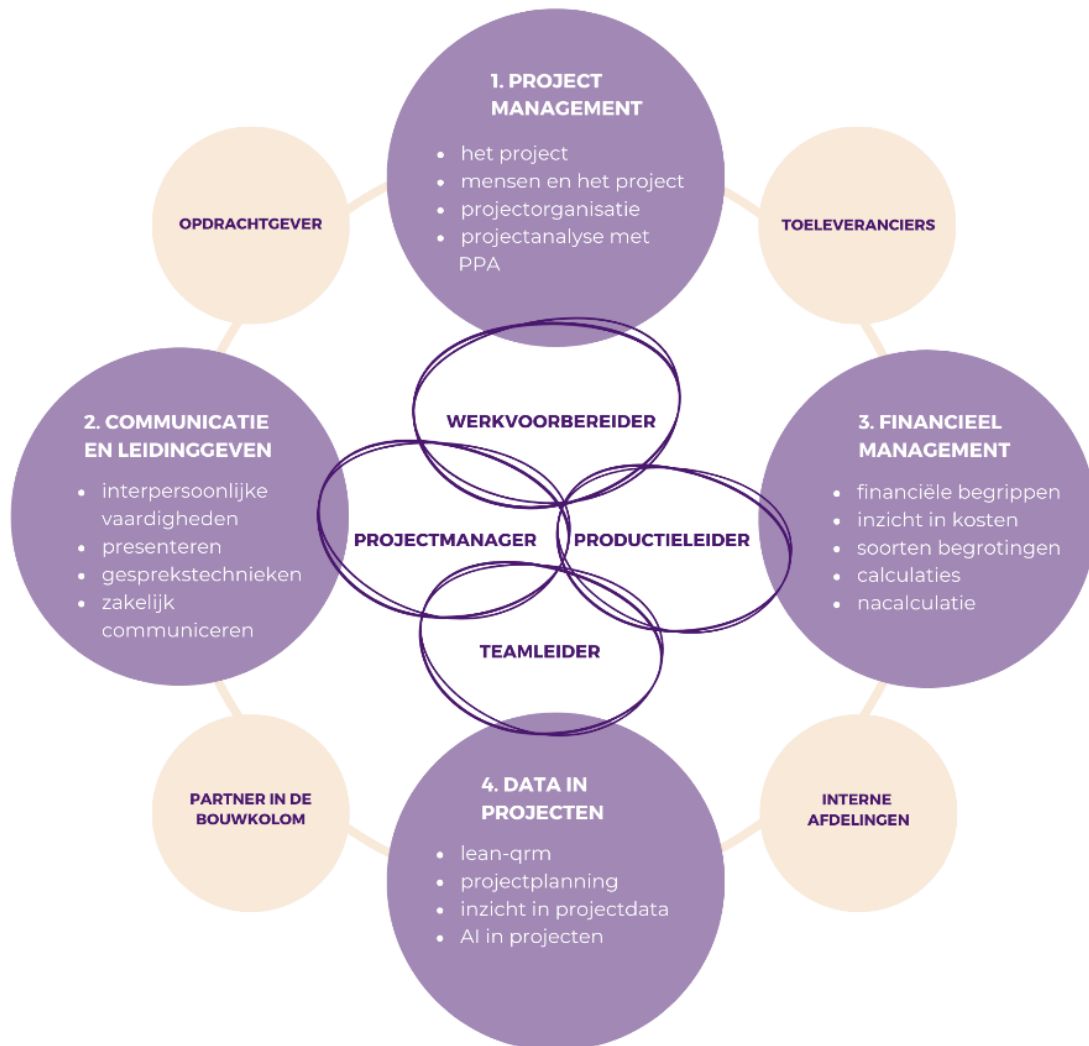 1. PROJECT
MANAGEMENT
• het project
• mensen en het project
• projectorganisatie
• projectanalyse met
PPA
OPDRACHTGEVER
TOELEVERANCIERS
WERKVOORBEREIDER
2. COMMUNICATIE
EN LEIDINGGEVEN
• interpersoonlijke
vaardigheden
• presenteren
• gesprekstechnieken
• zakelijk
communiceren
PROJECTMANAGER
PRODUCTIELEIDER
3. FINANCIEEL
MANAGEMENT
• financiële begrippen
• inzicht in kosten
• soorten begrotingen
• calculaties
• nacalculatie
TEAMLEIDER
PARTNER IN DE
BOUWKOLOM
4. DATA IN
PROJECTEN
• lean-qrm
• projectplanning
• inzicht in projectdata
• AI in projecten
INTERNE
AFDELINGEN